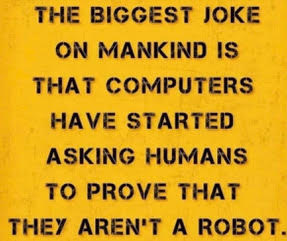 THE BIGGEST JOKE
ON MANKIND IS
THAT COMPUTERS
HAVE STARTED
ASKING HUMANS
TO PROVE THAT
THEY AREN'T A ROBOT.